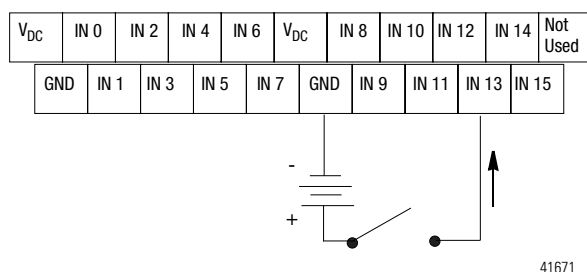 VDC IN 0 IN 2 IN 4 IN 6 VDC IN 8 IN 10 IN 12 IN 14 Not Used
GND IN 1 IN 3 IN 5 IN 7 GND IN 9 IN 11 IN 13 IN 15
-
+
41671